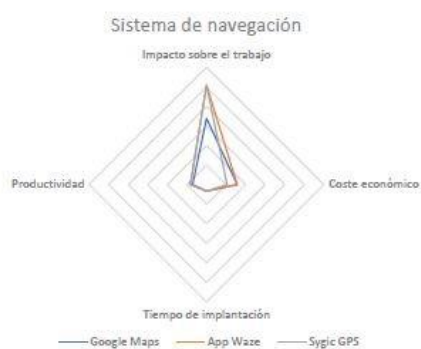 Sistema de navegación
Impacto sobre el trabajo
Productividad
Coste económico
Tiempo de implantación
Google Maps
App Waze
Sygic GPS